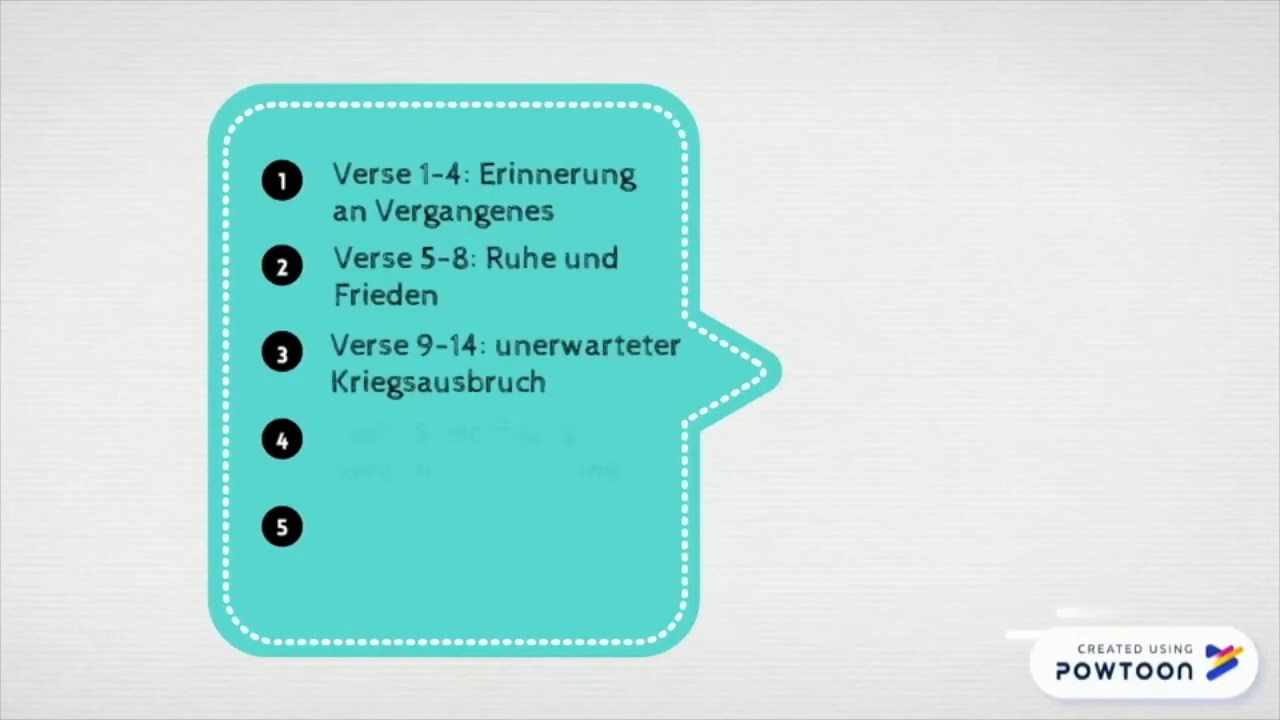 1 Verse 1-4: Erinnerung
an Vergangenes
2 Verse 5-8: Ruhe und
Frieden
3 Verse 9-14: unerwarteter
Kriegsausbruch
4
5
CREATED USING
POWTOON